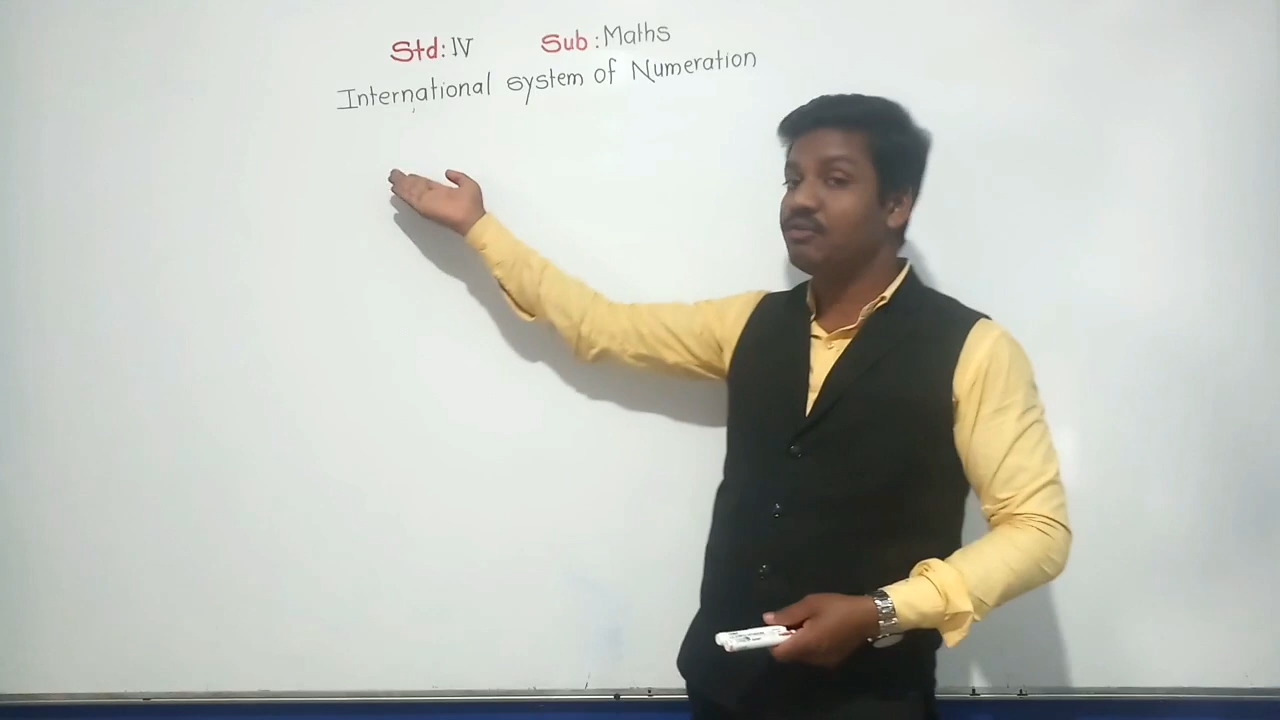 Std: IV Sub: Maths
International system of Numeration